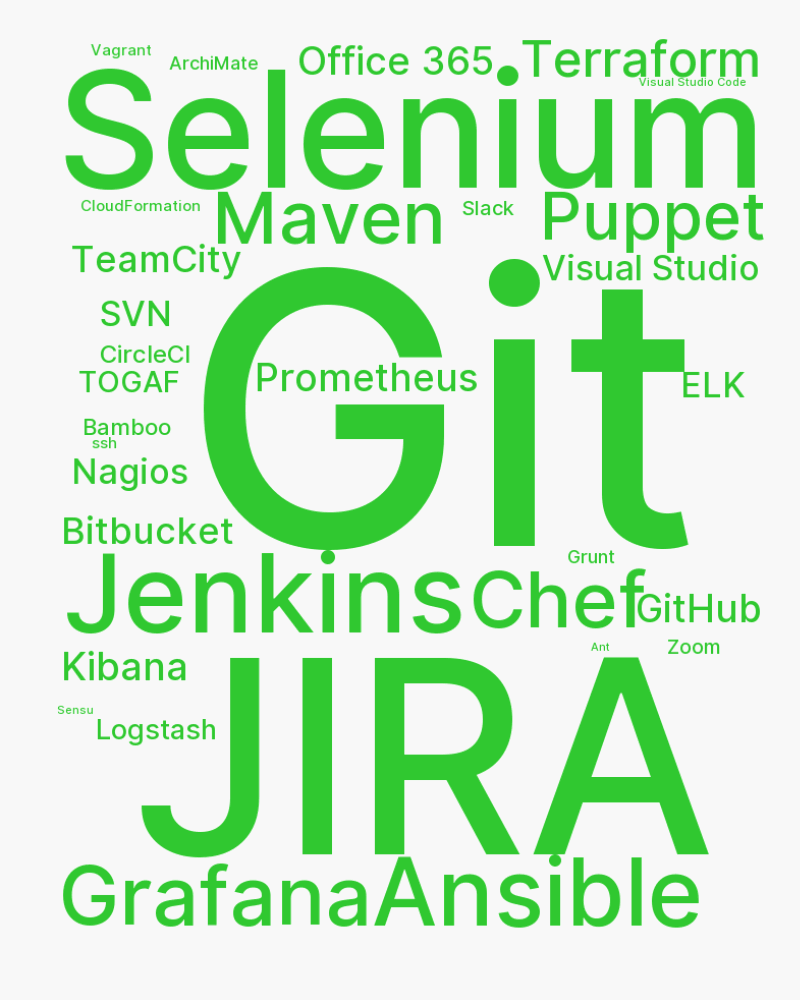 Vagrant
ArchiMate
Office 365
Terraform
Visual Studio Code
Selenium
CloudFormation
Maven
Slack
Puppet
TeamCity
Visual Studio
SVN
Git
CircleCI
Prometheus
TOGAF
ELK
Bamboo
ssh
Nagios
Bitbucket
Grunt
Jenkins
Chef
GitHub
Ant
Zoom
Kibana
JIRA
Sensu
Logstash
Grafana
Ansible